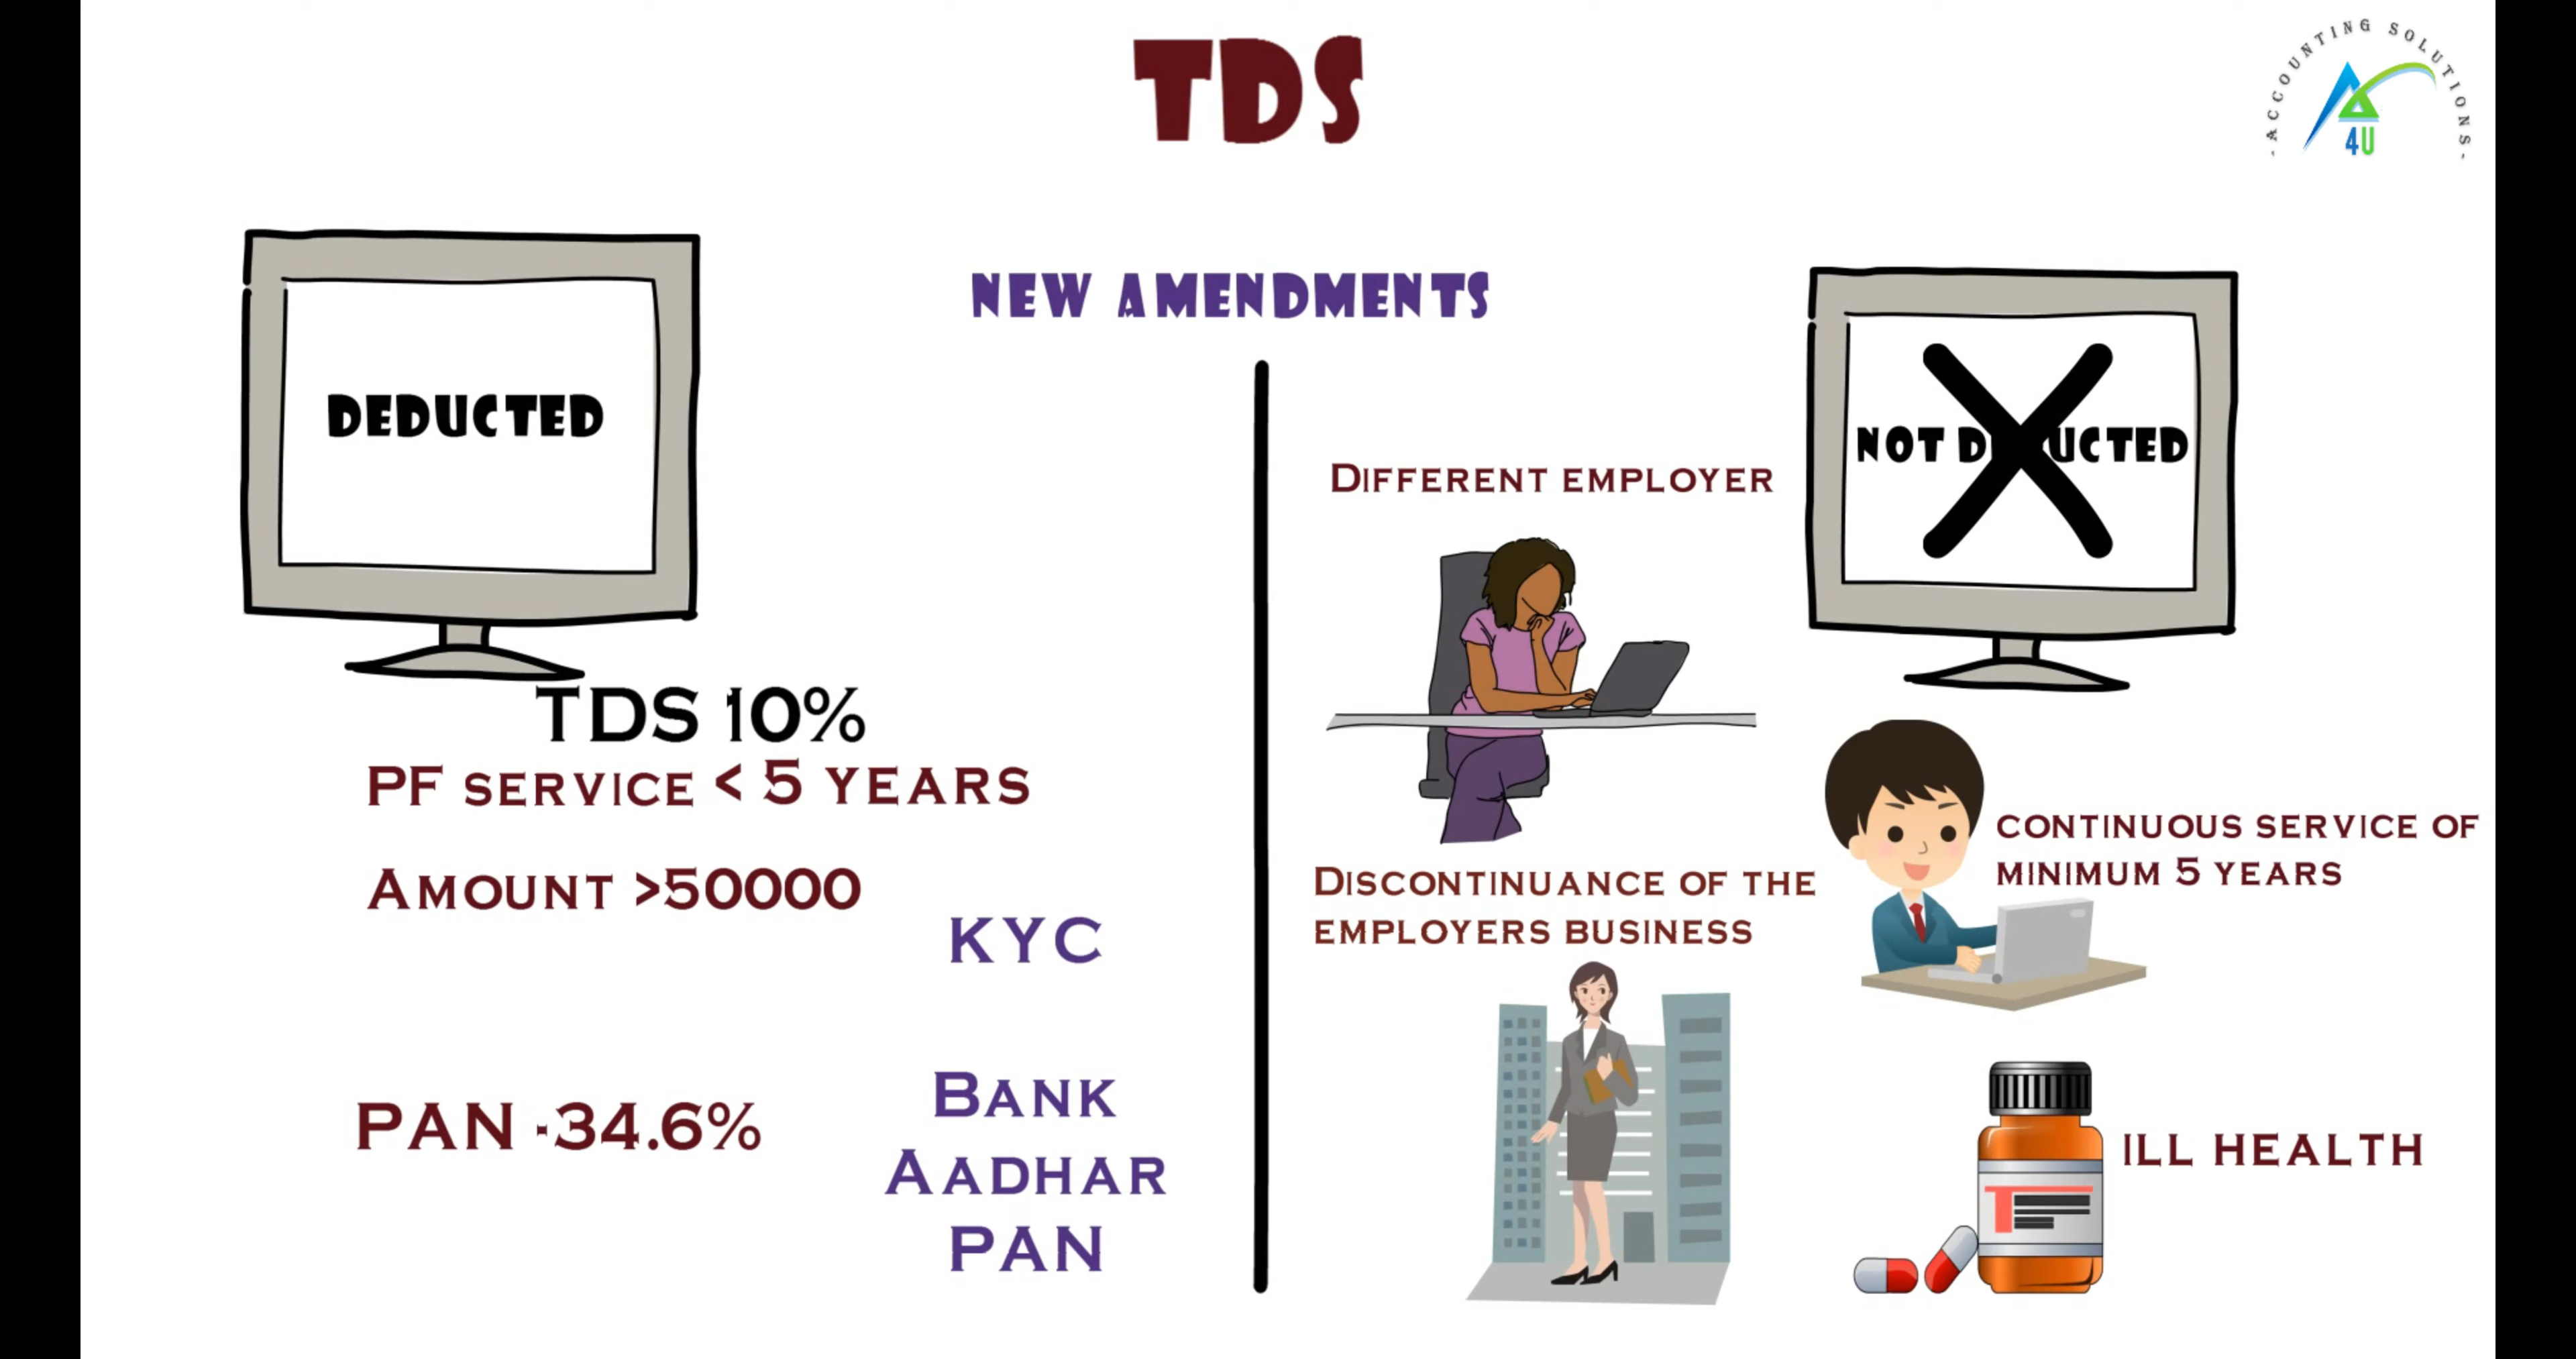 TDS
- ACCOUNTING SOLUTIONS -
4U
NEW AMENDMENTS
DEDUCTED
TDS 10%
PF SERVICE < 5 YEARS
AMOUNT >50000
KYC
PAN -34.6%
BANK
AADHAR
PAN
NOT DEDUCTED
DIFFERENT EMPLOYER
CONTINUOUS SERVICE OF
MINIMUM 5 YEARS
DISCONTINUANCE OF THE
EMPLOYERS BUSINESS
ILL HEALTH